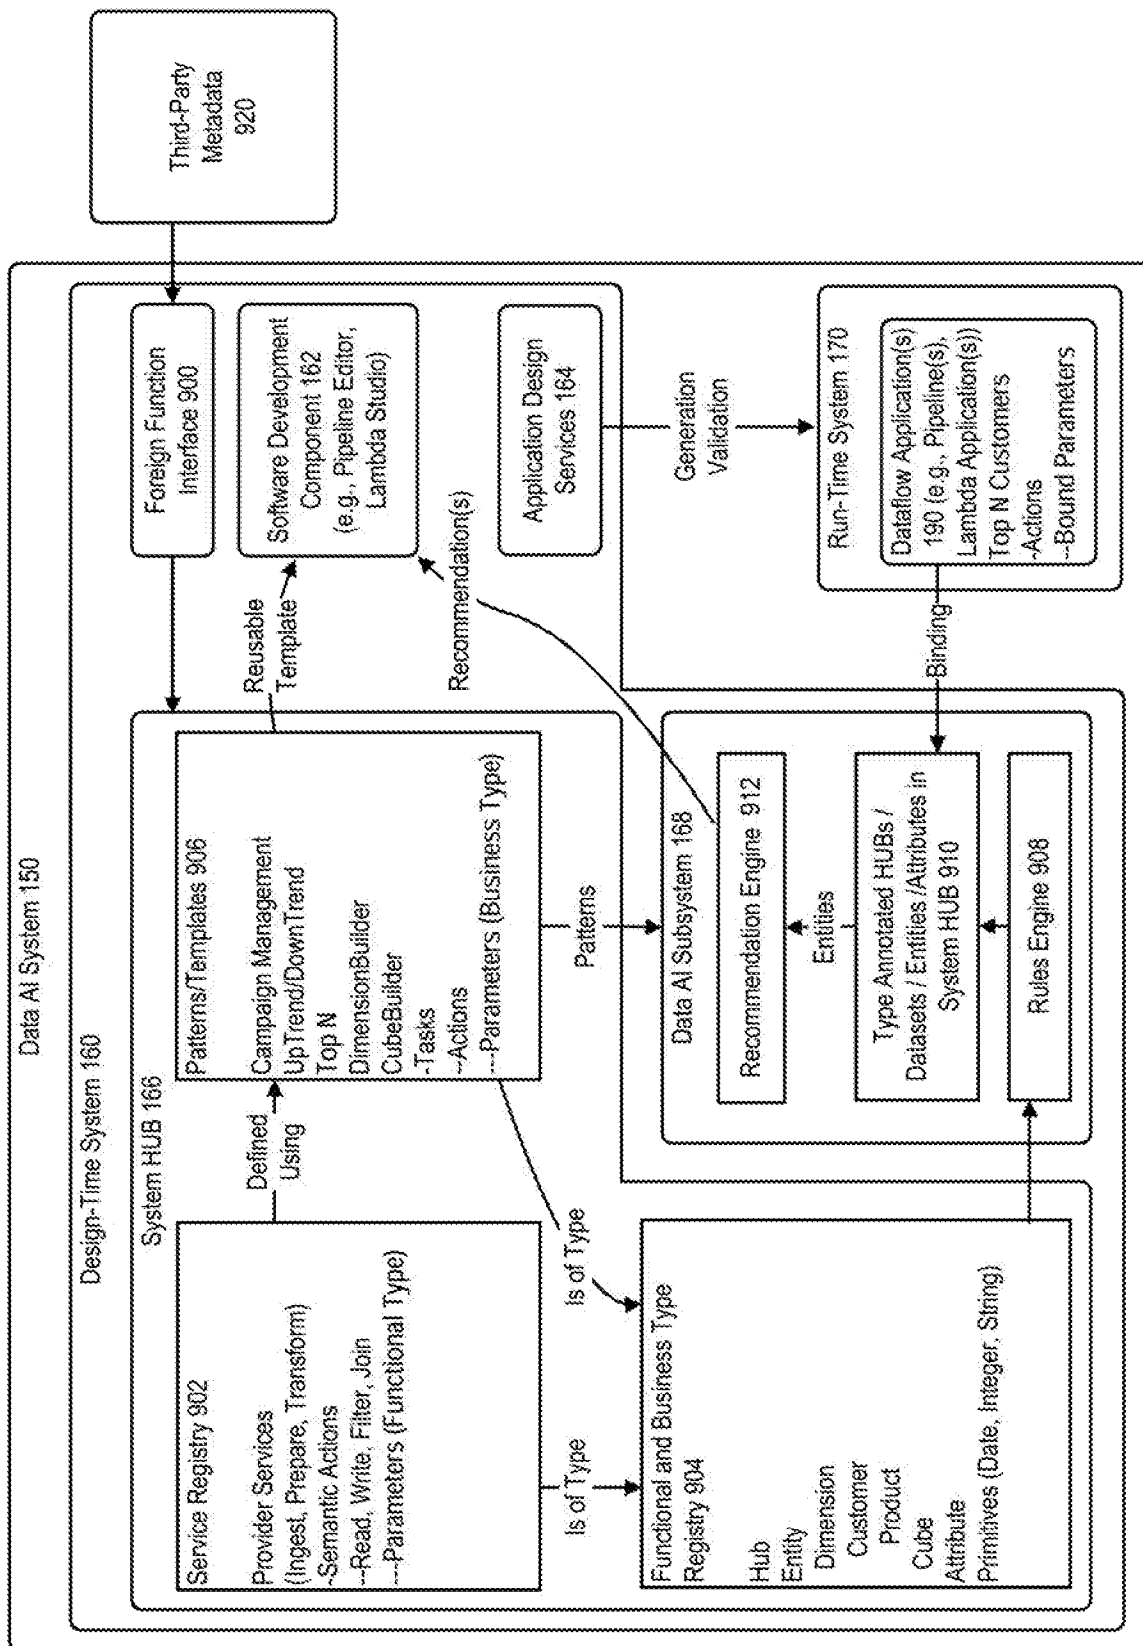 Data AI System 150
Design-Time System 160
System HUB 166
Service Registry 902
Provider Services
(Ingest, Prepare, Transform)
-Semantic Actions
--Read, Write, Filter, Join
---Parameters (Functional Type)
Defined
Using
Patterns/Templates 906
Campaign Management
UpTrend/DownTrend
Top N
DimensionBuilder
CubeBuilder
-Tasks
--Actions
---Parameters (Business Type)
Reusable
Template
Foreign Function
Interface 900
Third-Party
Metadata
920
Software Development
Component 162
(e.g., Pipeline Editor,
Lambda Studio)
Recommendation(s)
Application Design
Services 164
Is of Type
Is of Type
Patterns
Generation
Validation
Functional and Business Type
Registry 904
Hub
Entity
Dimension
Customer
Product
Cube
Attribute
Primitives (Date, Integer, String)
Data AI Subsystem 168
Recommendation Engine 912
Entities
Type Annotated HUBs /
Datasets / Entities /Attributes in
System HUB 910
Rules Engine 908
Binding
Run-Time System 170
Dataflow Application(s)
190 (e.g., Pipeline(s),
Lambda Application(s))
Top N Customers
-Actions
--Bound Parameters